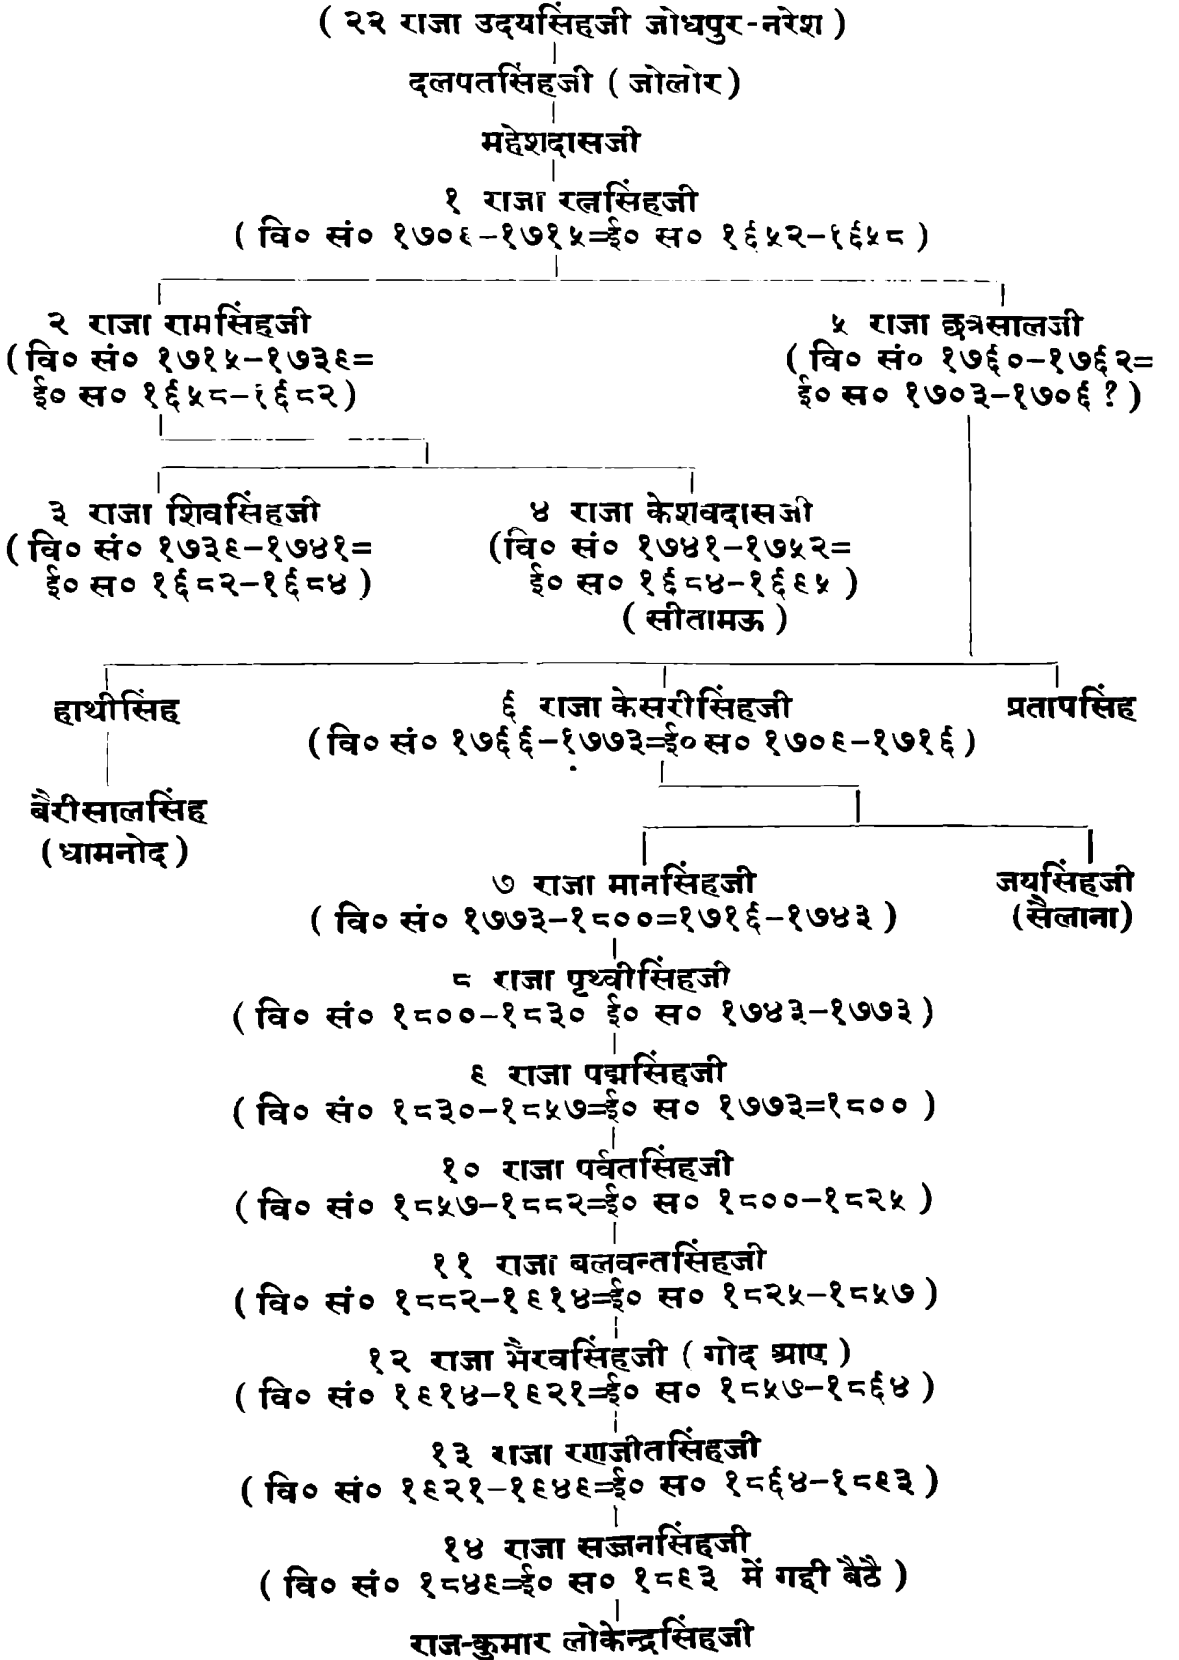 ( २२ राजा उदयसिंहजी जोधपुर-नरेश )
दलपतसिंहजी ( जोलोर )
महेशदासजी
१ राजा रत्नसिंहजी
( वि० सं० १७०९-१७१५=ई० स० १६५२-१६५८ )
२ राजा रामसिंहजी
( वि० सं० १७१५-१७३९=
ई० स० १६५८-१६८२ )
५ राजा छत्रसालजी
( वि० सं० १७६०-१७६२=
ई० स० १७०३-१७०६ ? )
३ राजा शिवसिंहजी
( वि० सं० १७३९-१७४१=
ई० स० १६८२-१६८४ )
४ राजा केशवदासजी
(वि० सं० १७४१-१७५२=
ई० स० १६८४-१६९५ )
( सीतामऊ )
हाथीसिंह
६ राजा केसरीसिंहजी
प्रतापसिंह
( वि० सं० १७६६-१७७३=ई० स० १७०९-१७१६ )
बैरीसालसिंह
( धामनोद )
७ राजा मानसिंहजी
( वि० सं० १७७३-१८००=१७१६-१७४३ )
जयसिंहजी
(सैलाना)
८ राजा पृथ्वीसिंहजी
( वि० सं० १८००-१८३० ई० स० १७४३-१७७३ )
९ राजा पद्मसिंहजी
( वि० सं० १८३०-१८५७=ई० स० १७७३=१८०० )
१० राजा पर्वतसिंहजी
( वि० सं० १८५७-१८८२=ई० स० १८००-१८२५ )
११ राजा बलवन्तसिंहजी
( वि० सं० १८८२-१९१४=ई० स० १८२५-१८५७ )
१२ राजा भैरवसिंहजी ( गोद आए )
( वि० सं० १९१४-१९२१=ई० स० १८५७-१८६४ )
१३ राजा रणजीतसिंहजी
( वि० सं० १९२१-१९४९=ई० स० १८६४-१८९३ )
१४ राजा सज्जनसिंहजी
( वि० सं० १८४९=ई० स० १८९३ में गद्दी बैठै )
राज-कुमार लोकेन्द्रसिंहजी